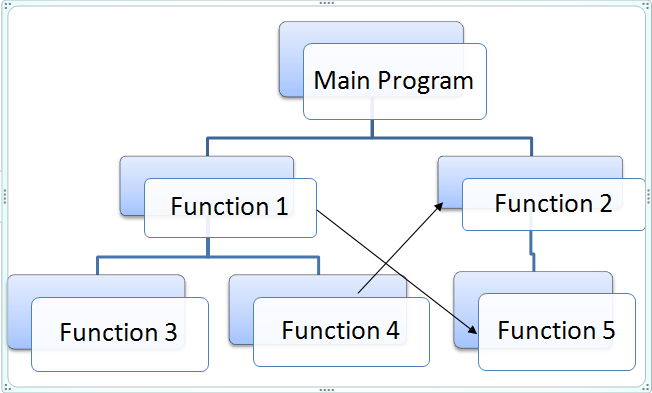 Main Program
Function 1
Function 2
Function 3
Function 4
Function 5